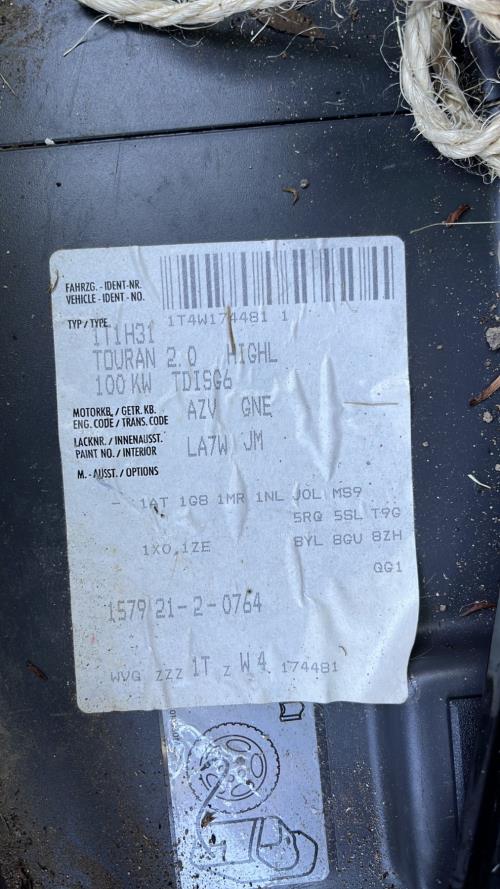 FAHRZG. - IDENT-NR.
VEHICLE - IDENT - NO.
1T4W174481 1
TYP / TYPE
1T1H31
TOURAN 2.0 HIGHL
100 KW TDISG6
MOTORKB. / GETR. KB.
ENG. CODE / TRANS. CODE
AZV GNE
LACKNR. / INNENAUSST.
PAINT NO. / INTERIOR
LA7W JM
M. - AUSST. / OPTIONS
- 1AT 1G8 1MR 1NL J0L MS9
5RQ 5SL T9G
1X0 1ZE BYL 8GU 8ZH
QG1
1579 21-2-0764
WVG ZZZ 1T Z W 4 174481